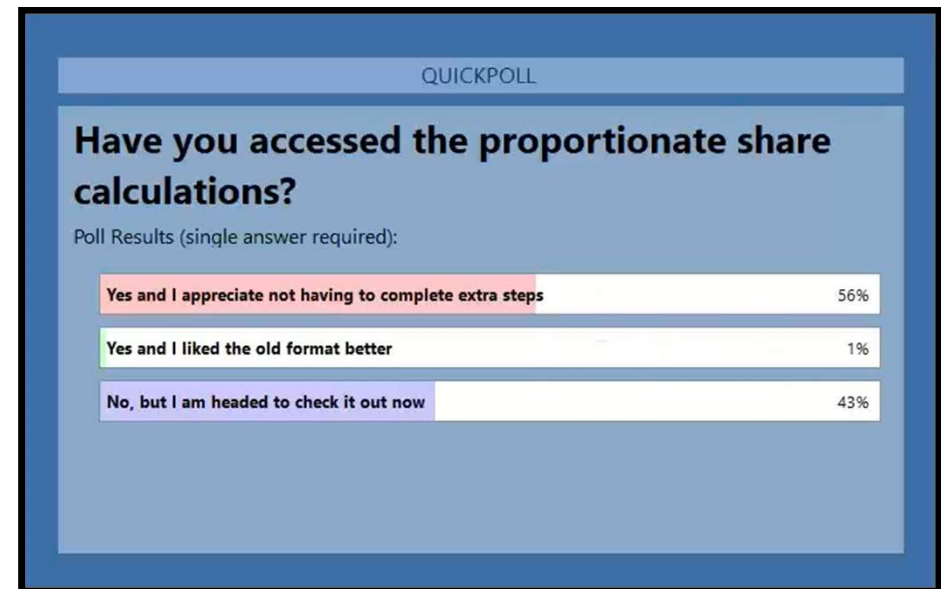 QUICKPOLL
Have you accessed the proportionate share
calculations?
Poll Results (single answer required):
Yes and I appreciate not having to complete extra steps 56%
Yes and I liked the old format better 1%
No, but I am headed to check it out now 43%